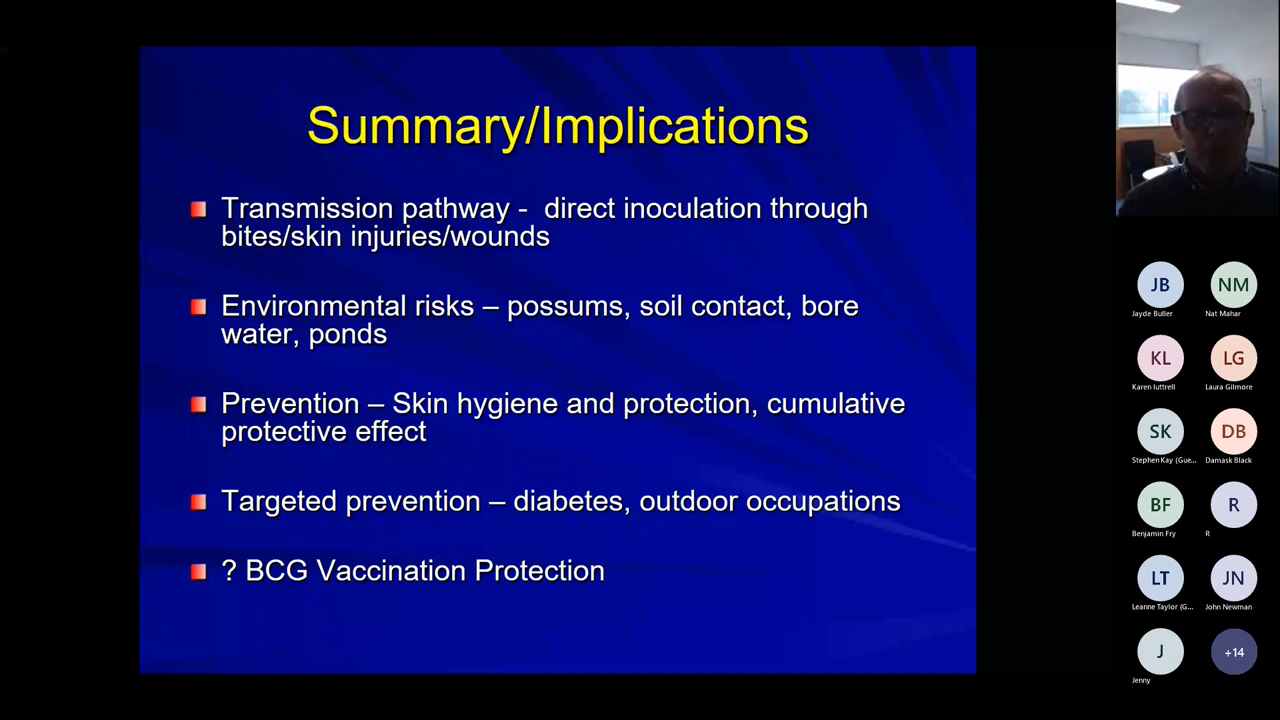 Summary/Implications
Transmission pathway - direct inoculation through
bites/skin injuries/wounds
Environmental risks – possums, soil contact, bore
water, ponds
Prevention – Skin hygiene and protection, cumulative
protective effect
Targeted prevention – diabetes, outdoor occupations
? BCG Vaccination Protection
JB
NM
Jayde Buller
Nat Mahar
KL
LG
Karen luttrell
Laura Gilmore
SK
DB
Stephen Kay (Gue...
Damask Black
BF
R
Benjamin Fry
R
LT
JN
Leanne Taylor (G...
John Newman
J
+14
Jenny